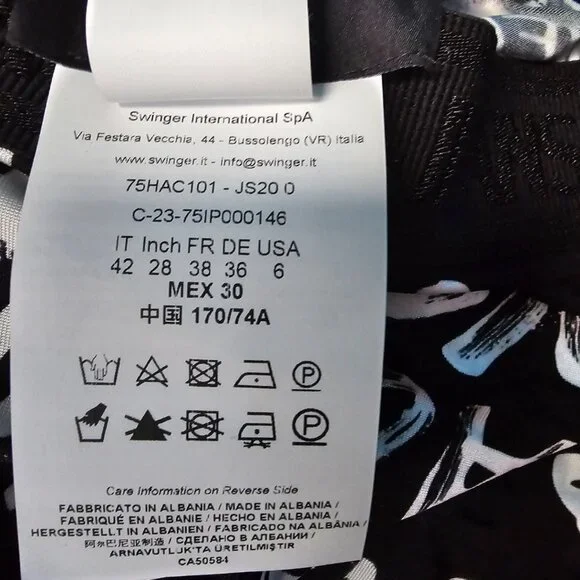 Swinger International SpA
Via Festara Vecchia, 44 - Bussolengo (VR) Italia
www.swinger.it - info@swinger.it
75HAC101 - JS20 0
C-23-75IP000146
IT Inch FR DE USA
42 28 38 36 6
MEX 30
中国 170/74A
P
P
Care Information on Reverse Side
FABBRICATO IN ALBANIA / MADE IN ALBANIA /
FABRIQUÉ EN ALBANIE / HECHO EN ALBANIA /
HERGESTELLT IN ALBANIEN / FABRICADO NA ALBÂNIA /
阿尔巴尼亚制造 / СДЕЛАНО В АЛБАНИИ /
ARNAVUTLUK'TA ÜRETILMIŞTIR
CA50584